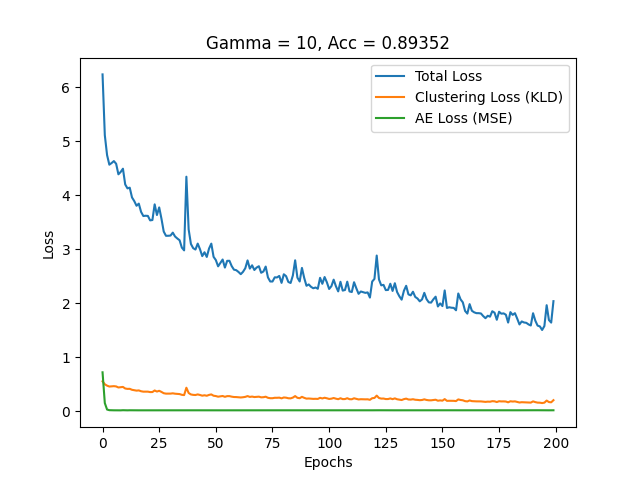 Gamma = 10, Acc = 0.89352
Total Loss
Clustering Loss (KLD)
AE Loss (MSE)
6
5
4
3
2
1
0
Loss
0 25 50 75 100 125 150 175 200
Epochs